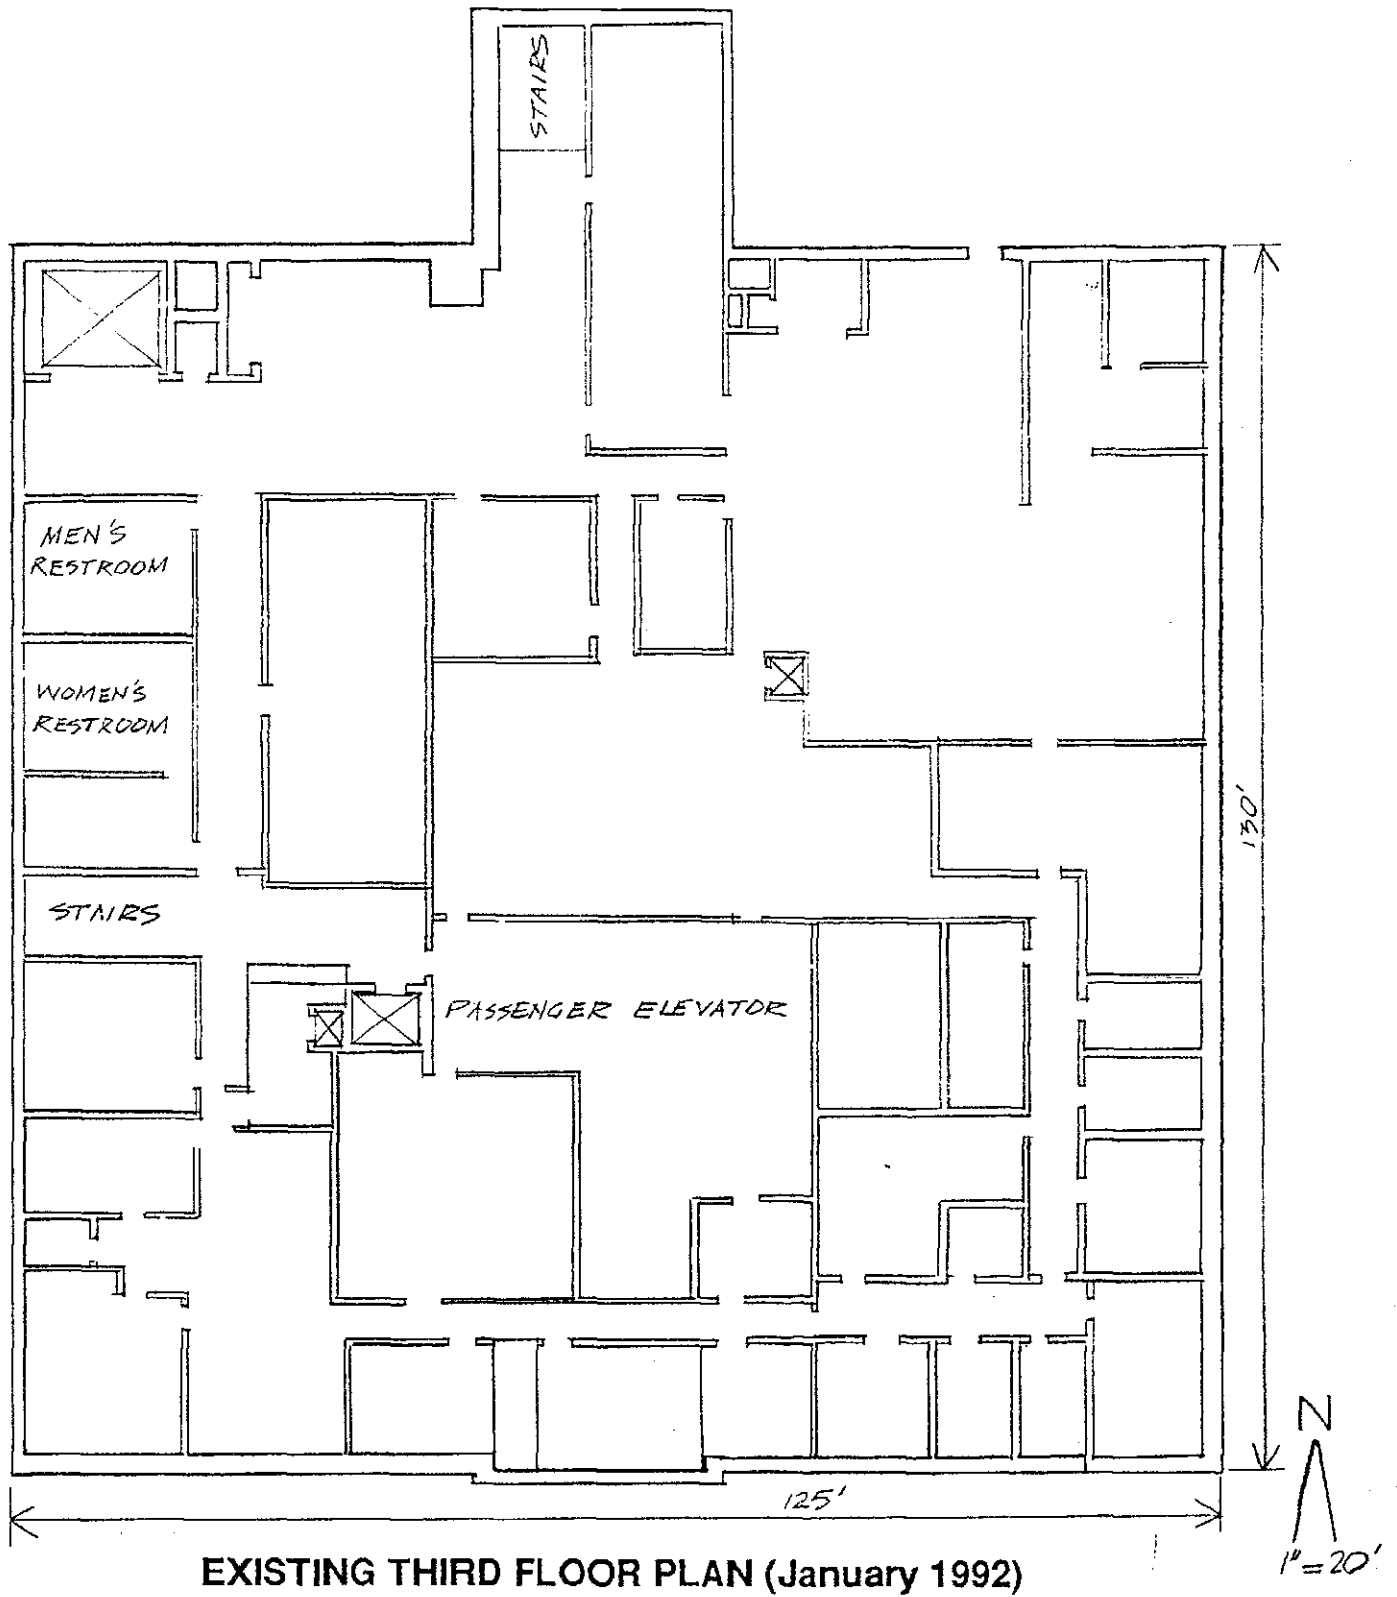 STAIRS
MEN'S
RESTROOM
WOMEN'S
RESTROOM
STAIRS
PASSENGER ELEVATOR
130'
125'
N
1"=20'
EXISTING THIRD FLOOR PLAN (January 1992)